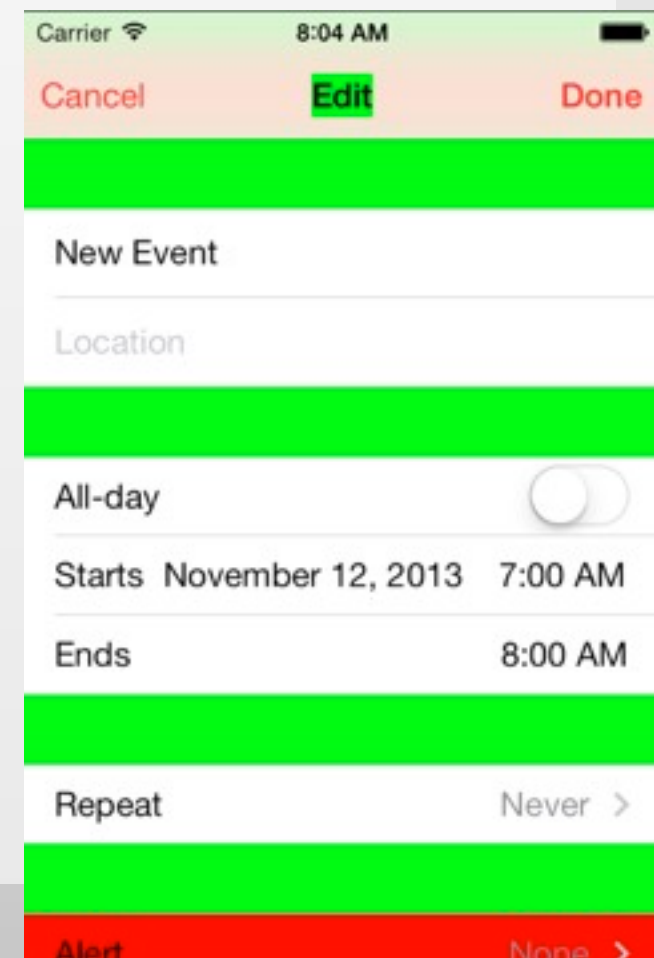 Carrier 8:04 AM
Cancel Edit Done
New Event
Location
All-day
Starts November 12, 2013 7:00 AM
Ends 8:00 AM
Repeat Never >
Alert None >